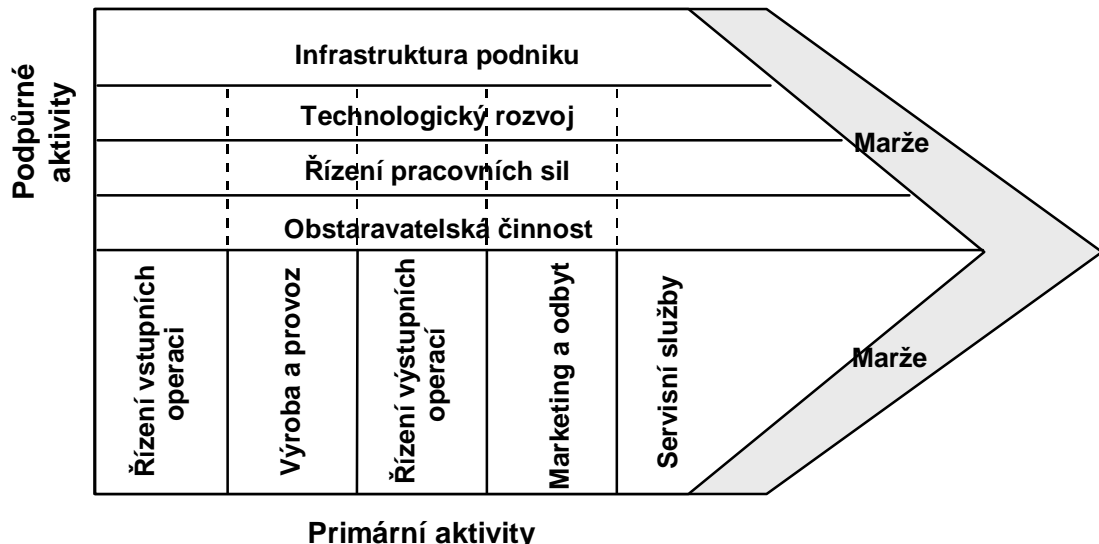 Podpůrné
aktivity
Infrastruktura podniku
Technologický rozvoj
Řízení pracovních sil
Obstaravatelská činnost
Marže
Řízení vstupních
operaci
Výroba a provoz
Řízení výstupních
operací
Marketing a odbyt
Servisní služby
Marže
Primární aktivity